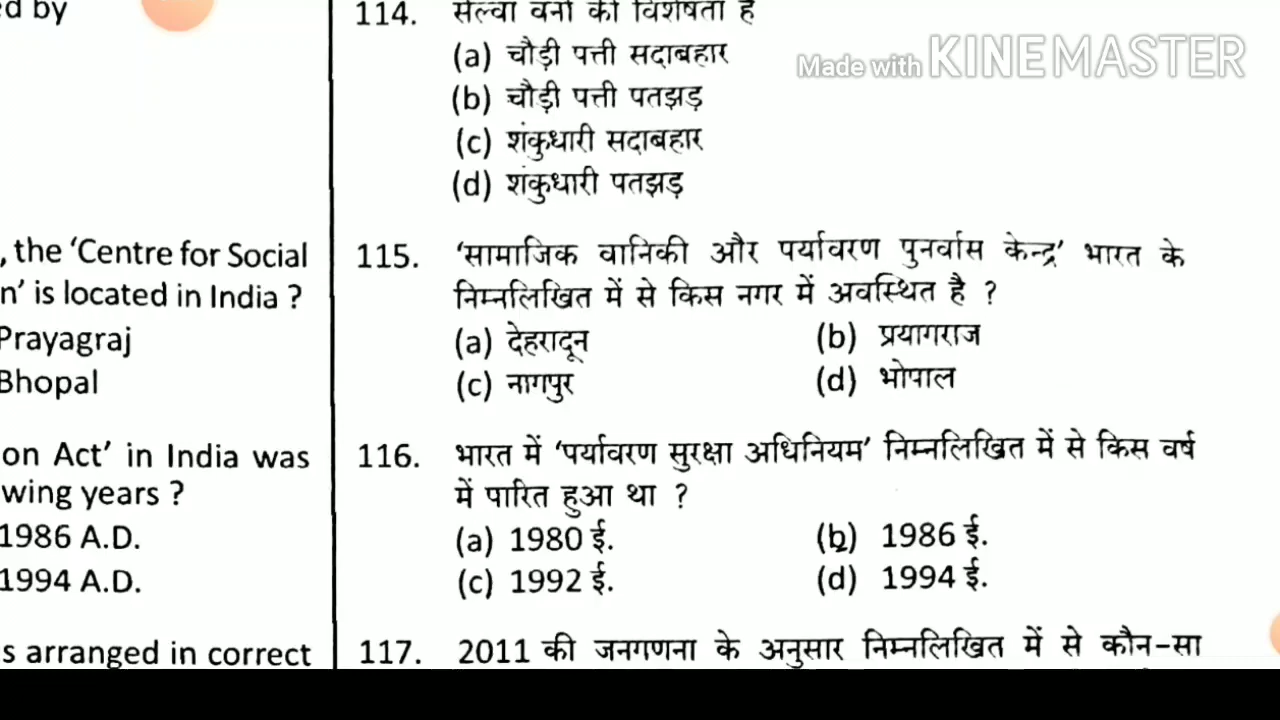 ed by
, the ‘Centre for Social
n’ is located in India ?
Prayagraj
Bhopal
on Act’ in India was
wing years ?
1986 A.D.
1994 A.D.
s arranged in correct
114. सेल्वा वनों की विशेषता है
(a) चौड़ी पत्ती सदाबहार
(b) चौड़ी पत्ती पतझड़
(c) शंकुधारी सदाबहार
(d) शंकुधारी पतझड़
115. ‘सामाजिक वानिकी और पर्यावरण पुनर्वास केन्द्र’ भारत के
निम्नलिखित में से किस नगर में अवस्थित है ?
(a) देहरादून (b) प्रयागराज
(c) नागपुर (d) भोपाल
116. भारत में ‘पर्यावरण सुरक्षा अधिनियम’ निम्नलिखित में से किस वर्ष
में पारित हुआ था ?
(a) 1980 ई. (b) 1986 ई.
(c) 1992 ई. (d) 1994 ई.
117. 2011 की जनगणना के अनुसार निम्नलिखित में से कौन-सा
Made with KINEMASTER